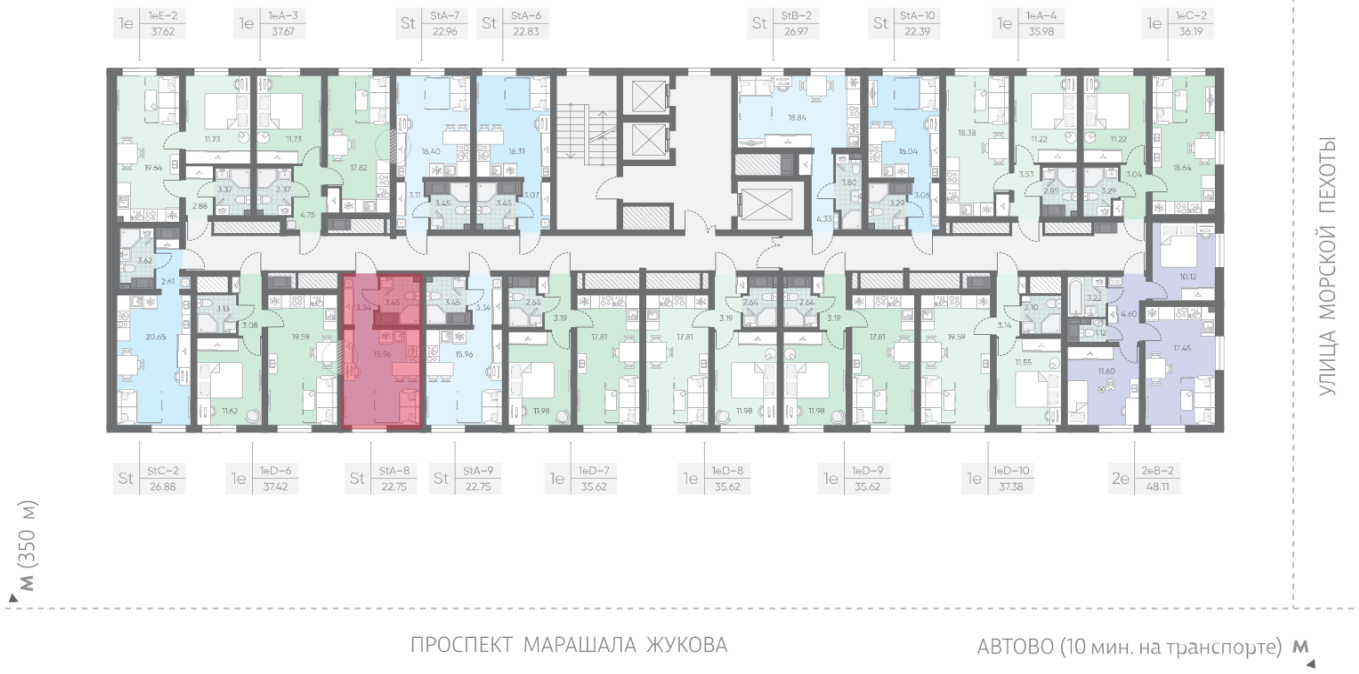 1еЕ-2
1е
37.62
1еА-3
1е
37.67
StA-7
St
22.96
StA-6
22.83
StB-2
St
26.97
StA-10
22.39
1еА-4
1е
35.98
1еС-2
1е
36.19
19.64
11.73
11.73
17.82
16.40
16.31
18.84
16.04
18.38
11.22
11.22
18.64
3.37
3.37
2.88
4.75
3.11
3.45
3.45
3.07
3.80
4.33
3.29
3.06
3.53
2.85
3.29
3.04
3.62
2.61
10.12
3.13
3.08
3.34
3.45
3.45
3.34
2.64
3.19
3.19
2.64
2.64
3.19
3.14
3.10
3.22
4.60
1.12
20.65
19.59
15.96
15.96
17.81
17.81
17.81
19.59
11.55
11.60
17.45
11.62
11.98
11.98
11.98
StC-2
St
26.88
1еD-6
1е
37.42
StA-8
St
22.75
StA-9
St
22.75
1еD-7
1е
35.62
1еD-8
1е
35.62
1еD-9
1е
35.62
1еD-10
1е
37.38
2еВ-2
2е
48.11
УЛИЦА МОРСКОЙ ПЕХОТЫ
М (350 м)
ПРОСПЕКТ МАРАШАЛА ЖУКОВА
АВТОВО (10 мин. на транспорте) М